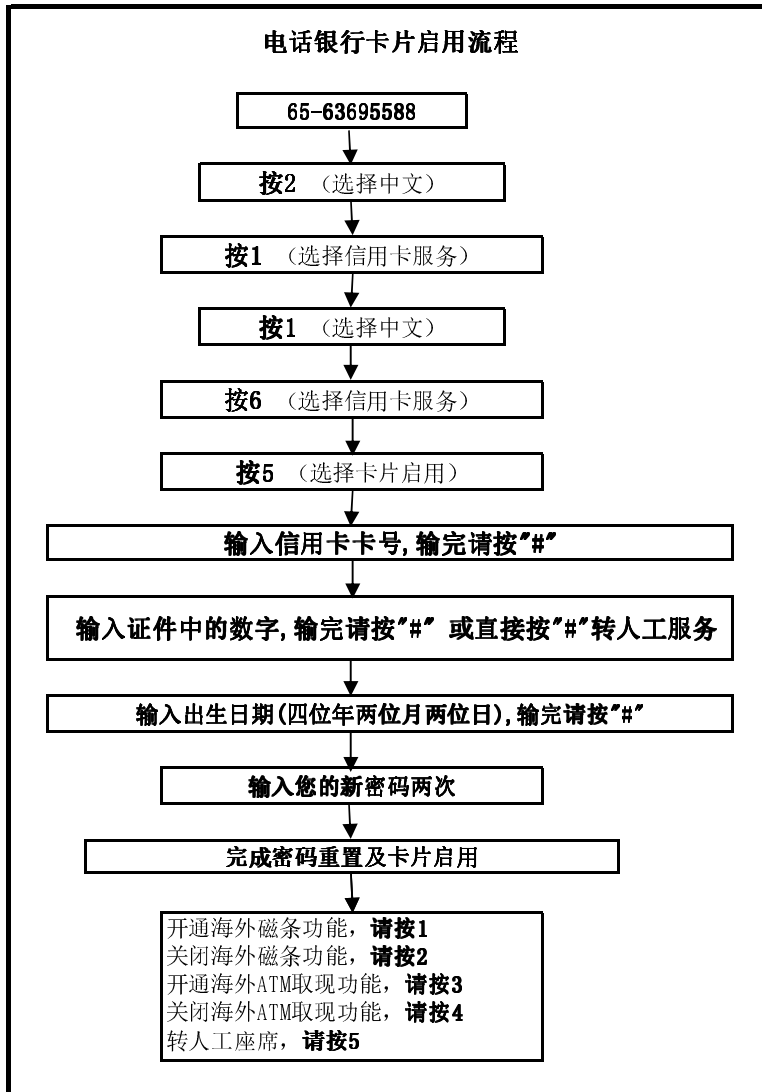 电话银行卡片启用流程
65-63695588
按2 （选择中文）
按1 （选择信用卡服务）
按1 （选择中文）
按6 （选择信用卡服务）
按5 （选择卡片启用）
输入信用卡卡号,输完请按"#"
输入证件中的数字,输完请按"#" 或直接按"#"转人工服务
输入出生日期(四位年两位月两位日),输完请按"#"
输入您的新密码两次
完成密码重置及卡片启用
开通海外磁条功能，请按1
关闭海外磁条功能，请按2
开通海外ATM取现功能，请按3
关闭海外ATM取现功能，请按4
转人工座席，请按5